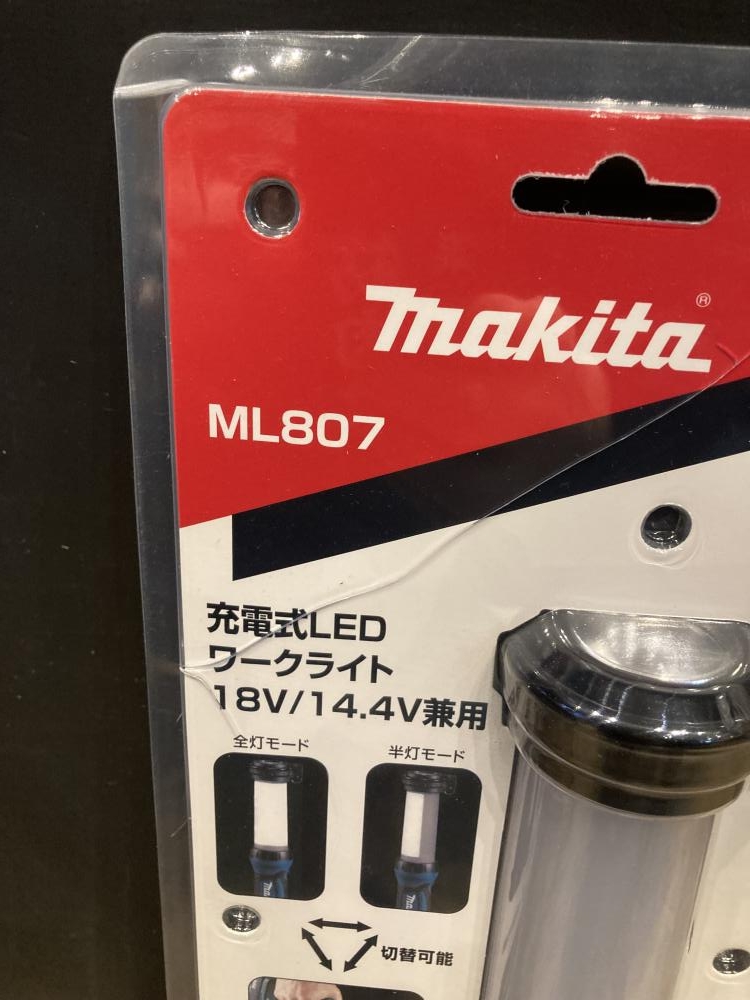 makita®
ML807
充電式LED
ワークライト
18V/14.4V兼用
全灯モード
半灯モード
切替可能